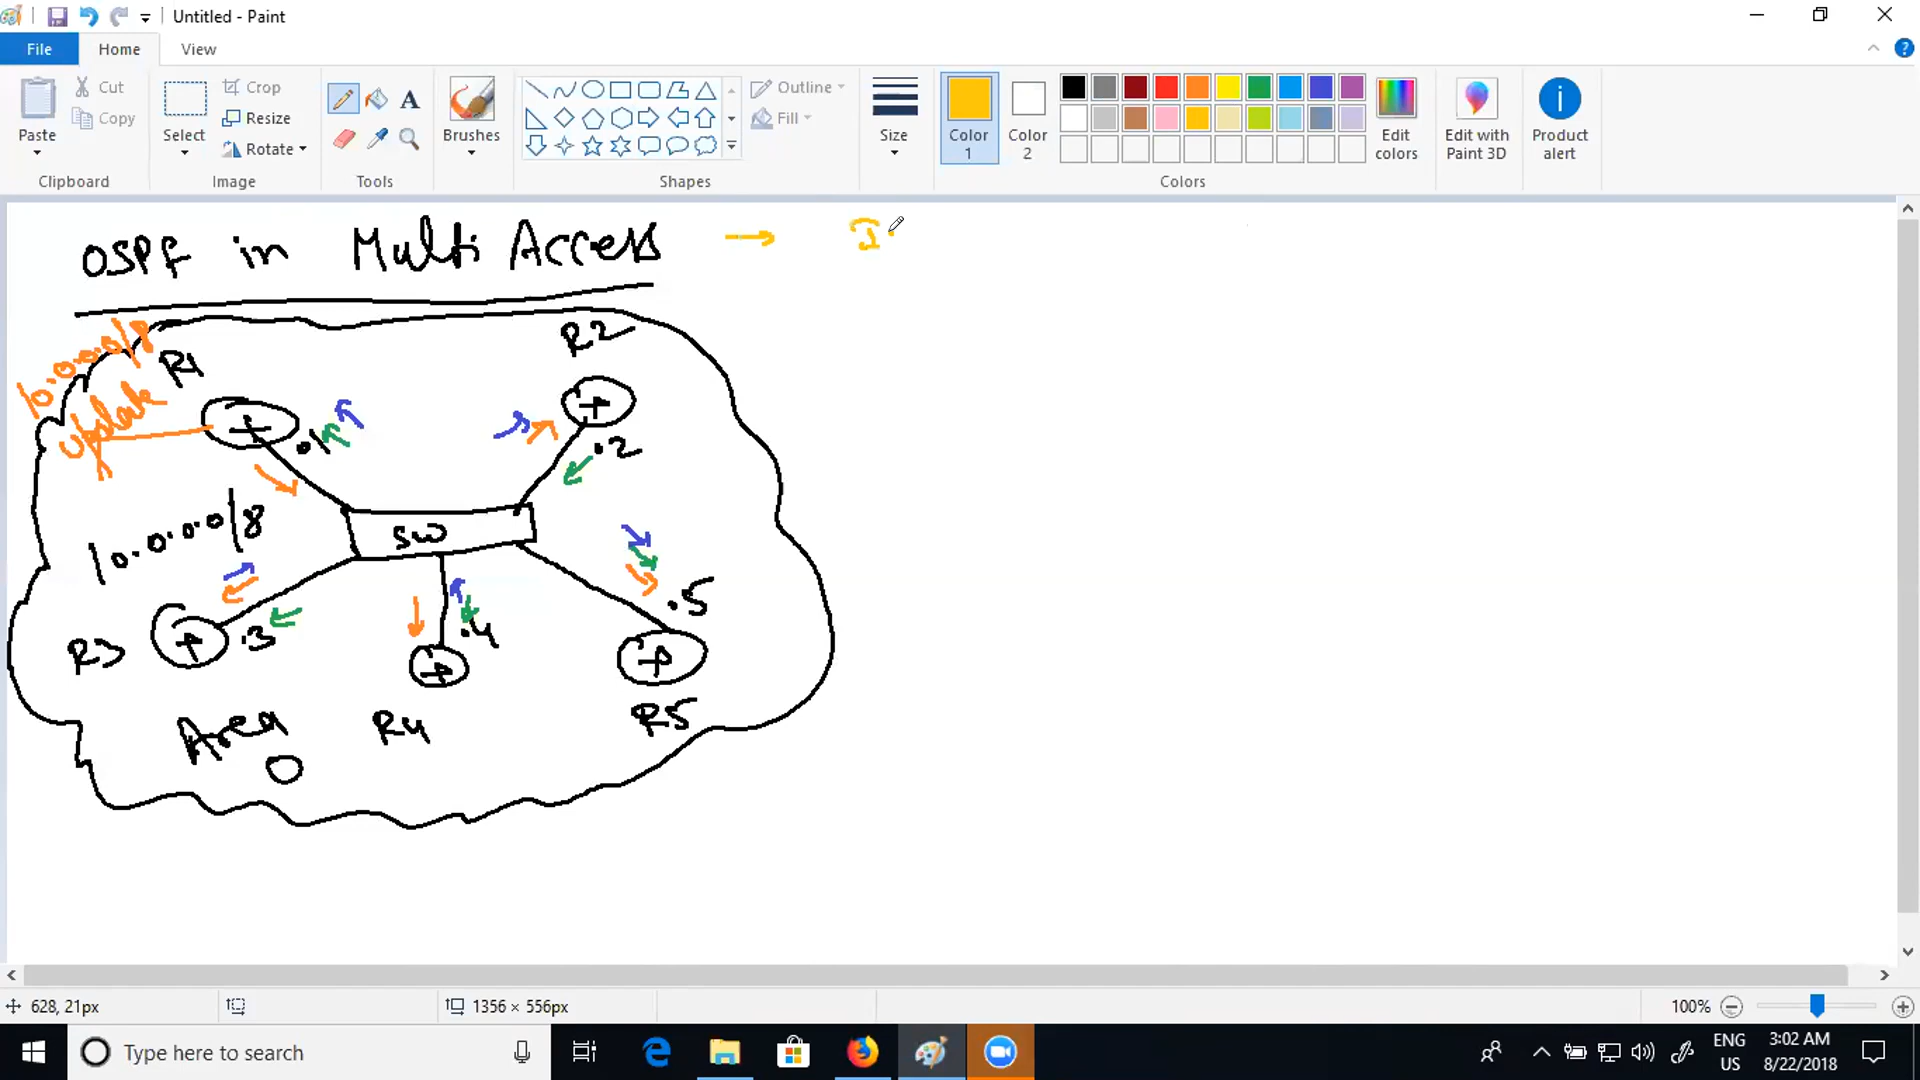 Untitled - Paint
File Home View
Paste
Cut
Copy
Clipboard
Select
Crop
Resize
Rotate
Image
Tools
Brushes
Shapes
Outline
Fill
Size
Color 1
Color 2
Edit colors
Colors
Edit with Paint 3D
Product alert
OSPF in Multi Access → I
10.0.0.0/8
update
R1
R2
.1
.2
10.0.0.0/8
SW
R3
.3
.4
.5
Area
0
R4
R5
628, 21px
1356 × 556px
100%
Type here to search
ENG
US
3:02 AM
8/22/2018